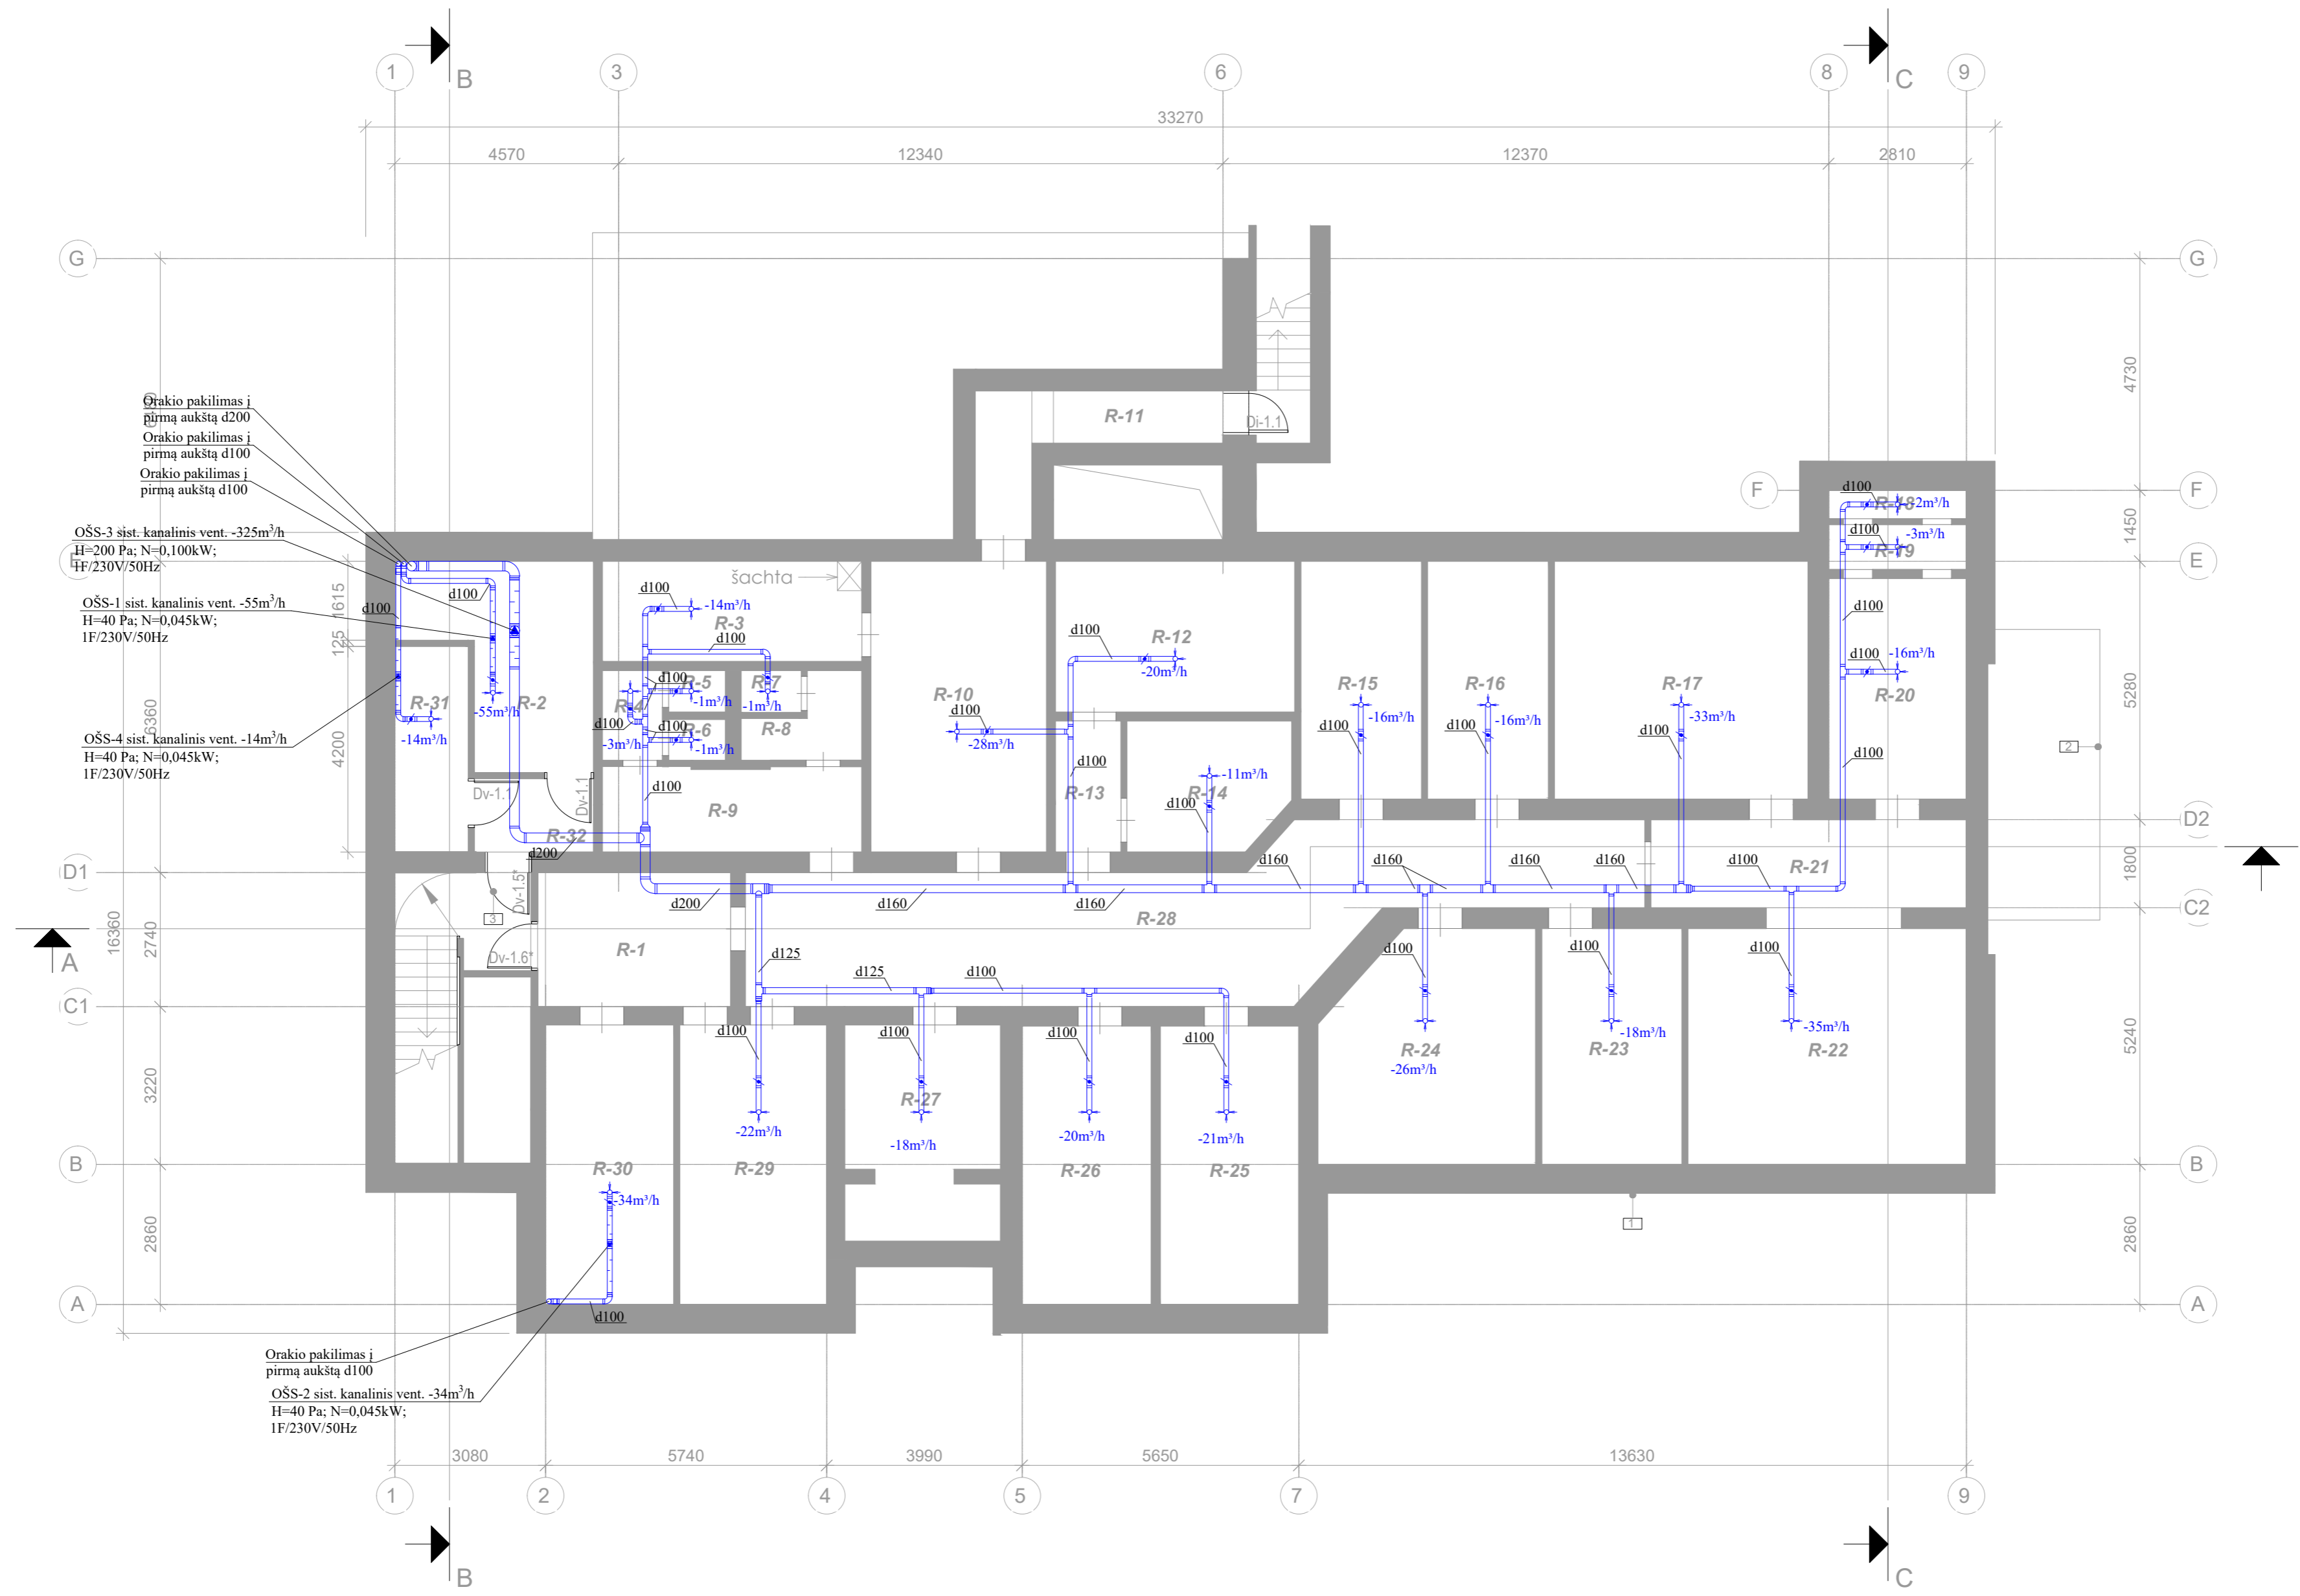 B
C
1
3
6
8
9
33270
4570
12340
12370
2810
G
G
4730
R-11
Di-1.1
Orakio pakilimas į
pirmą aukštą d200
Orakio pakilimas į
pirmą aukštą d100
Orakio pakilimas į
pirmą aukštą d100
F
F
d100
R-18
-2m³/h
1450
OŠS-3 sist. kanalinis vent. -325m³/h
H=200 Pa; N=0,100kW;
1F/230V/50Hz
d100
-3m³/h
R-19
E
E
šachta
OŠS-1 sist. kanalinis vent. -55m³/h
H=40 Pa; N=0,045kW;
1F/230V/50Hz
d100
d100
1615
125
d100
-14m³/h
R-3
d100
d100
R-12
-20m³/h
d100
-16m³/h
d100
R-20
5280
R-31
-14m³/h
R-2
-55m³/h
R-5
d100
-1m³/h
R-7
-1m³/h
R-4
d100
-3m³/h
d100
R-6
-1m³/h
R-8
R-10
d100
-28m³/h
R-15
-16m³/h
d100
R-16
-16m³/h
d100
R-17
-33m³/h
d100
2
OŠS-4 sist. kanalinis vent. -14m³/h
H=40 Pa; N=0,045kW;
1F/230V/50Hz
6360
4200
Dv-1.1
Dv-1.1
d100
R-9
d100
R-13
-11m³/h
d100
R-14
d100
D2
R-32
d200
D1
Dv-1.5*
3
d160
d160
d160
d160
d100
R-21
1800
d200
d160
d160
C2
16360
2740
A
R-1
R-28
Dv-1.6*
d125
d125
d100
d100
d100
d100
C1
d100
d100
d100
d100
R-24
-26m³/h
-18m³/h
R-23
-35m³/h
R-22
5240
3220
R-27
-22m³/h
-18m³/h
-20m³/h
-21m³/h
B
B
R-30
R-29
R-26
R-25
-34m³/h
1
2860
2860
A
A
d100
Orakio pakilimas į
pirmą aukštą d100
OŠS-2 sist. kanalinis vent. -34m³/h
H=40 Pa; N=0,045kW;
1F/230V/50Hz
3080
5740
3990
5650
13630
1
2
4
5
7
9
B
C